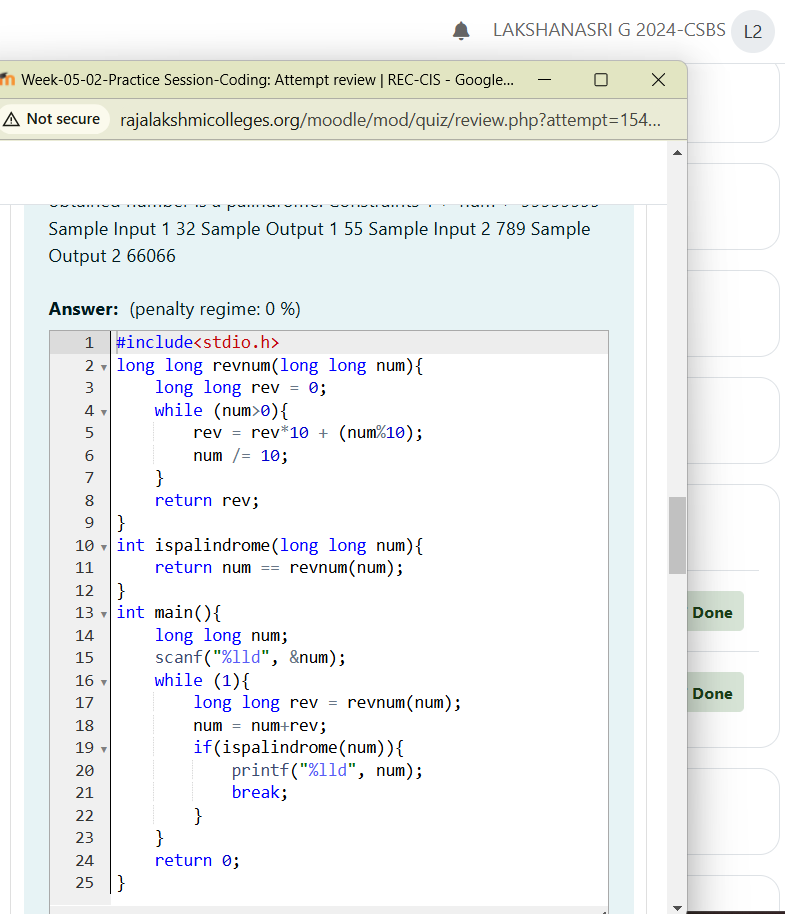 LAKSHANASRI G 2024-CSBS L2
Week-05-02-Practice Session-Coding: Attempt review | REC-CIS - Google...
Not secure rajalakshmicolleges.org/moodle/mod/quiz/review.php?attempt=154...
Sample Input 1 32 Sample Output 1 55 Sample Input 2 789 Sample
Output 2 66066
Answer: (penalty regime: 0 %)
1 #include<stdio.h>
2 long long revnum(long long num){
3 long long rev = 0;
4 while (num>0){
5 rev = rev*10 + (num%10);
6 num /= 10;
7 }
8 return rev;
9 }
10 int ispalindrome(long long num){
11 return num == revnum(num);
12 }
13 int main(){
14 long long num;
15 scanf("%lld", &num);
16 while (1){
17 long long rev = revnum(num);
18 num = num+rev;
19 if(ispalindrome(num)){
20 printf("%lld", num);
21 break;
22 }
23 }
24 return 0;
25 }
Done
Done